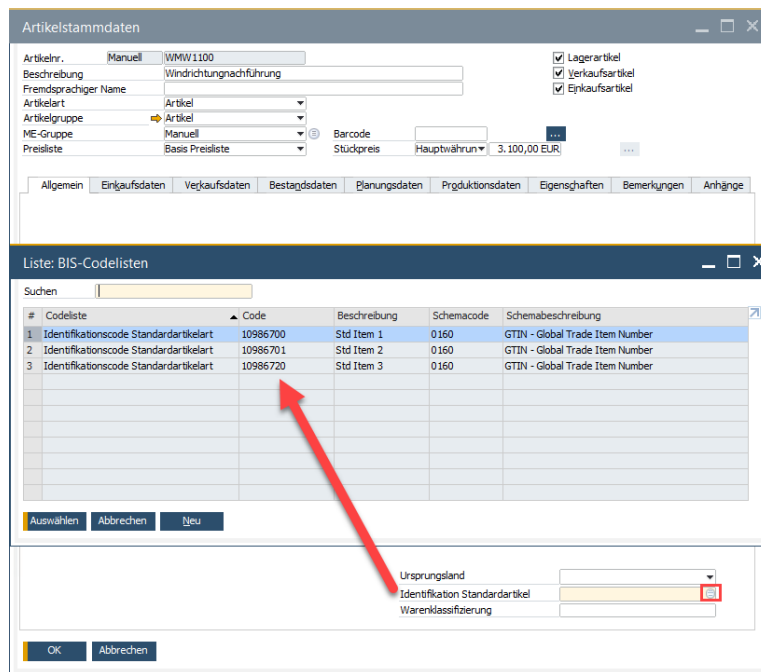 Artikelstammdaten
Artikelnr. Manuell WMW1100 Lagerartikel
Beschreibung Windrichtungnachführung Verkaufsartikel
Fremdsprachiger Name Einkaufsartikel
Artikelart Artikel
Artikelgruppe Artikel
ME-Gruppe Manuell Barcode ...
Preisliste Basis Preisliste Stückpreis Hauptwährun 3.100,00 EUR ...
Allgemein Einkaufsdaten Verkaufsdaten Bestandsdaten Planungsdaten Produktionsdaten Eigenschaften Bemerkungen Anhänge
Liste: BIS-Codelisten
Suchen
# Codeliste Code Beschreibung Schemacode Schemabeschreibung
1 Identifikationscode Standardartikelart 10986700 Std Item 1 0160 GTIN - Global Trade Item Number
2 Identifikationscode Standardartikelart 10986701 Std Item 2 0160 GTIN - Global Trade Item Number
3 Identifikationscode Standardartikelart 10986720 Std Item 3 0160 GTIN - Global Trade Item Number
Auswählen Abbrechen Neu
Ursprungsland
Identifikation Standardartikel
Warenklassifizierung
OK Abbrechen